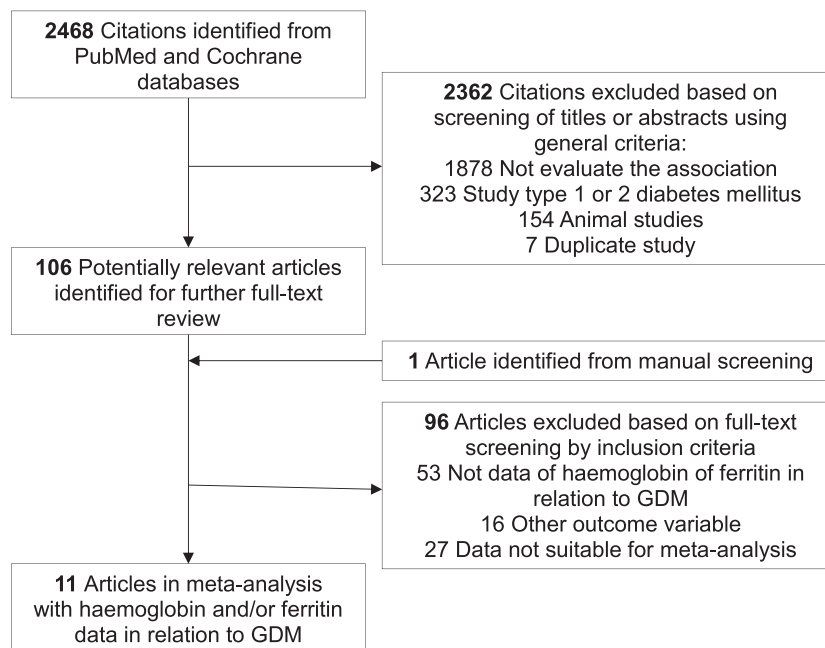 2468 Citations identified from
PubMed and Cochrane
databases
2362 Citations excluded based on
screening of titles or abstracts using
general criteria:
1878 Not evaluate the association
323 Study type 1 or 2 diabetes mellitus
154 Animal studies
7 Duplicate study
106 Potentially relevant articles
identified for further full-text
review
1 Article identified from manual screening
96 Articles excluded based on full-text
screening by inclusion criteria
53 Not data of haemoglobin of ferritin in
relation to GDM
16 Other outcome variable
27 Data not suitable for meta-analysis
11 Articles in meta-analysis
with haemoglobin and/or ferritin
data in relation to GDM